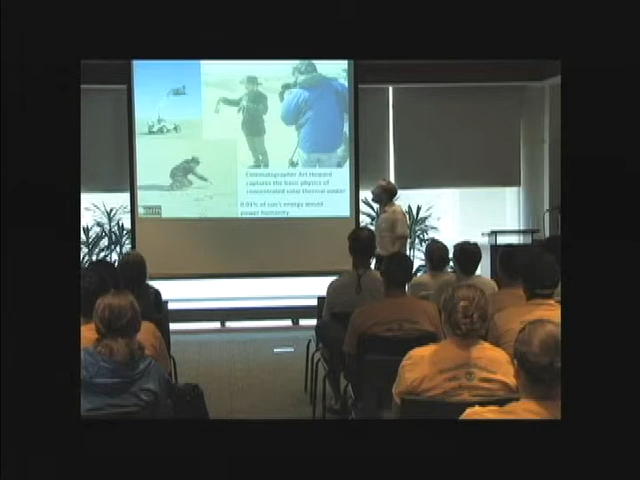 Cinematographer Art Howard
captures the basic physics of
concentrated solar thermal power
0.01% of sun's energy would
power humanity